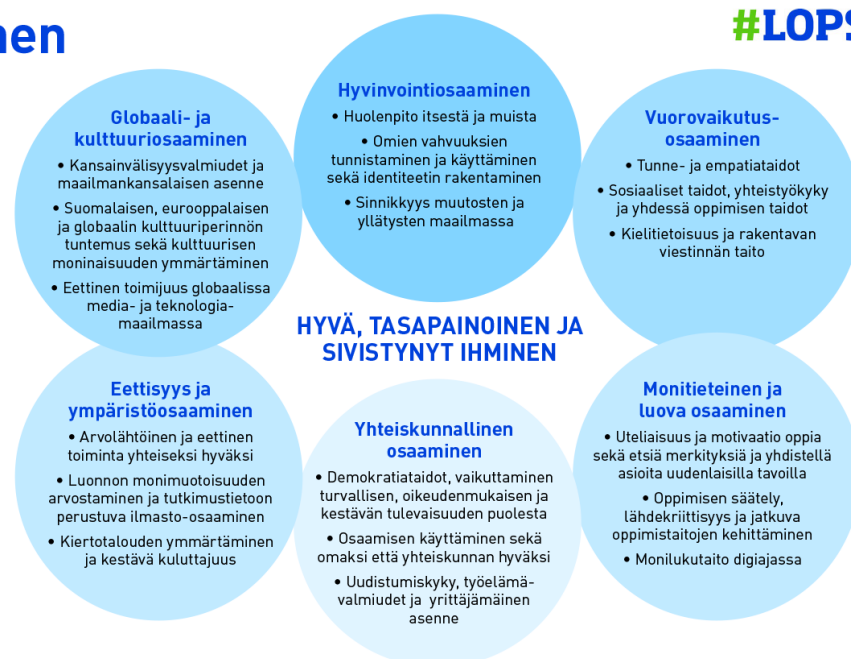 nen
#LOPS
Globaali- ja
kulttuuriosaaminen
• Kansainvälisyysvalmiudet ja
maailmankansalaisen asenne
• Suomalaisen, eurooppalaisen
ja globaalin kulttuuriperinnön
tuntemus sekä kulttuurisen
moninaisuuden ymmärtäminen
• Eettinen toimijuus globaalissa
media- ja teknologia-
maailmassa
Hyvinvointiosaaminen
• Huolenpito itsestä ja muista
• Omien vahvuuksien
tunnistaminen ja käyttäminen
sekä identiteetin rakentaminen
• Sinnikkyys muutosten ja
yllätysten maailmassa
Vuorovaikutus-
osaaminen
• Tunne- ja empatiataidot
• Sosiaaliset taidot, yhteistyökyky
ja yhdessä oppimisen taidot
• Kielitietoisuus ja rakentavan
viestinnän taito
HYVÄ, TASAPAINOINEN JA
SIVISTYNYT IHMINEN
Eettisyys ja
ympäristöosaaminen
• Arvolähtöinen ja eettinen
toiminta yhteiseksi hyväksi
• Luonnon monimuotoisuuden
arvostaminen ja tutkimustietoon
perustuva ilmasto-osaaminen
• Kiertotalouden ymmärtäminen
ja kestävä kuluttajuus
Yhteiskunnallinen
osaaminen
• Demokratiataidot, vaikuttaminen
turvallisen, oikeudenmukaisen ja
kestävän tulevaisuuden puolesta
• Osaamisen käyttäminen sekä
omaksi että yhteiskunnan hyväksi
• Uudistumiskyky, työelämä-
valmiudet ja yrittäjämäinen
asenne
Monitieteinen ja
luova osaaminen
• Uteliaisuus ja motivaatio oppia
sekä etsiä merkityksiä ja yhdistellä
asioita uudenlaisilla tavoilla
• Oppimisen säätely,
lähdekriittisyys ja jatkuva
oppimistaitojen kehittäminen
• Monilukutaito digiajassa